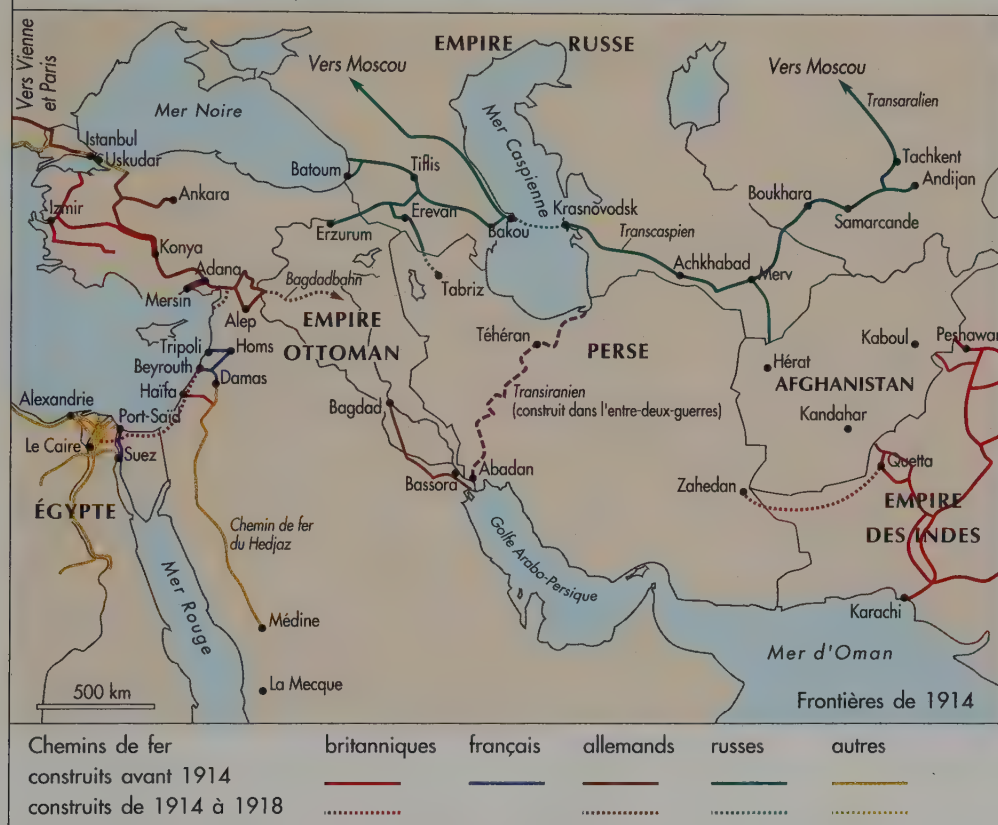 Vers Vienne
et Paris
EMPIRE RUSSE
Vers Moscou
Vers Moscou
Mer Noire
Mer Caspienne
Transaralien
Istanbul
Uskudar
Batoum
Tiflis
Tachkent
Andijan
Ankara
Boukhara
Izmir
Erevan
Krasnovodsk
Samarcande
Erzurum
Bakou
Transcaspien
Konya
Achkhabad
Merv
Adana
Bagdadbahn
Tabriz
Mersin
Alep
EMPIRE
OTTOMAN
Téhéran
PERSE
Kaboul
Peshawar
Tripoli
Homs
Beyrouth
Hérat
AFGHANISTAN
Haïfa
Damas
Transiranien
(construit dans l'entre-deux-guerres)
Alexandrie
Port-Saïd
Bagdad
Kandahar
Le Caire
Suez
Abadan
Bassora
Zahedan
Quetta
ÉGYPTE
EMPIRE
DES INDES
Chemin de fer
du Hedjaz
Golfe Arabo-Persique
Mer Rouge
Médine
Karachi
Mer d'Oman
La Mecque
500 km
Frontières de 1914
Chemins de fer britanniques français allemands russes autres
construits avant 1914
construits de 1914 à 1918